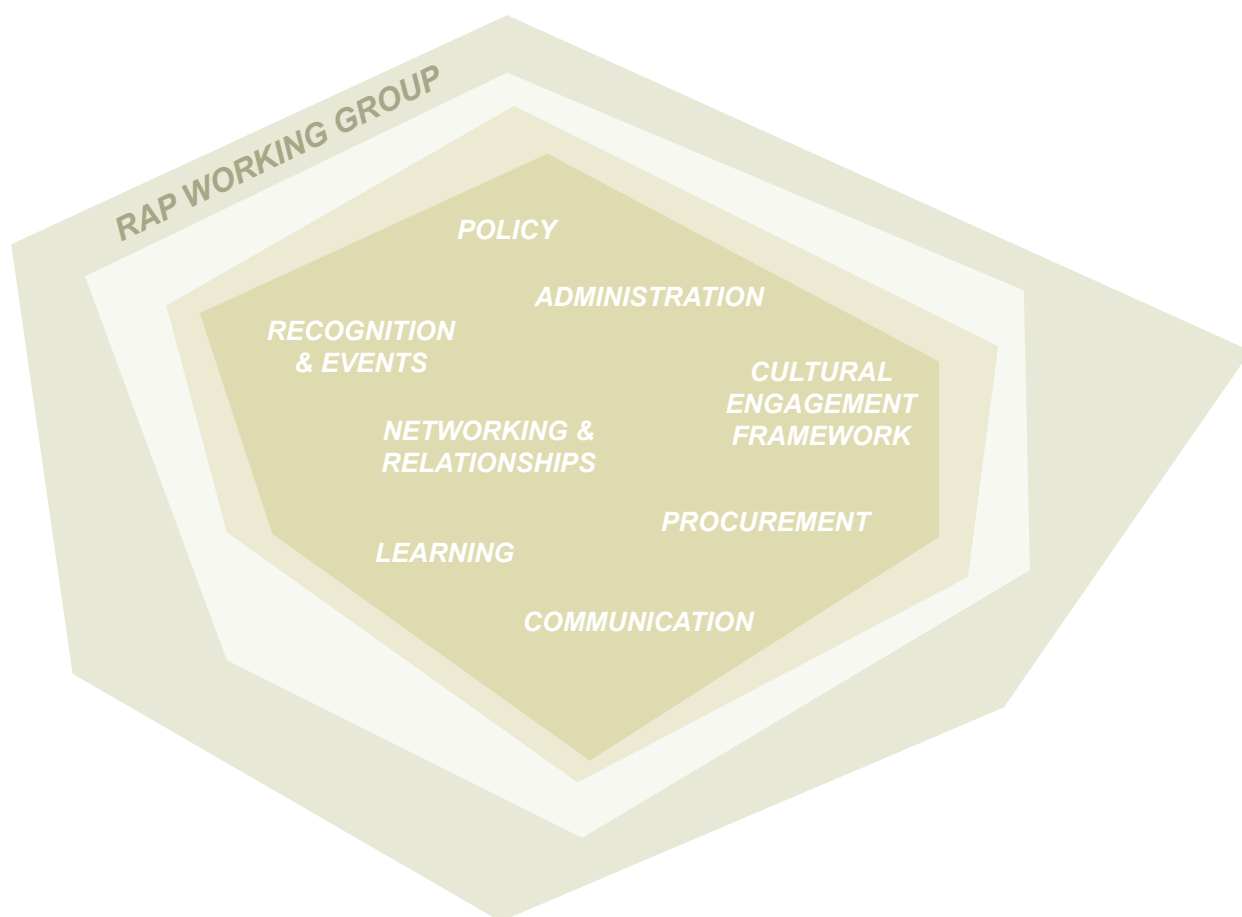 RAP WORKING GROUP
POLICY
ADMINISTRATION
RECOGNITION
& EVENTS
CULTURAL
ENGAGEMENT
FRAMEWORK
NETWORKING &
RELATIONSHIPS
PROCUREMENT
LEARNING
COMMUNICATION